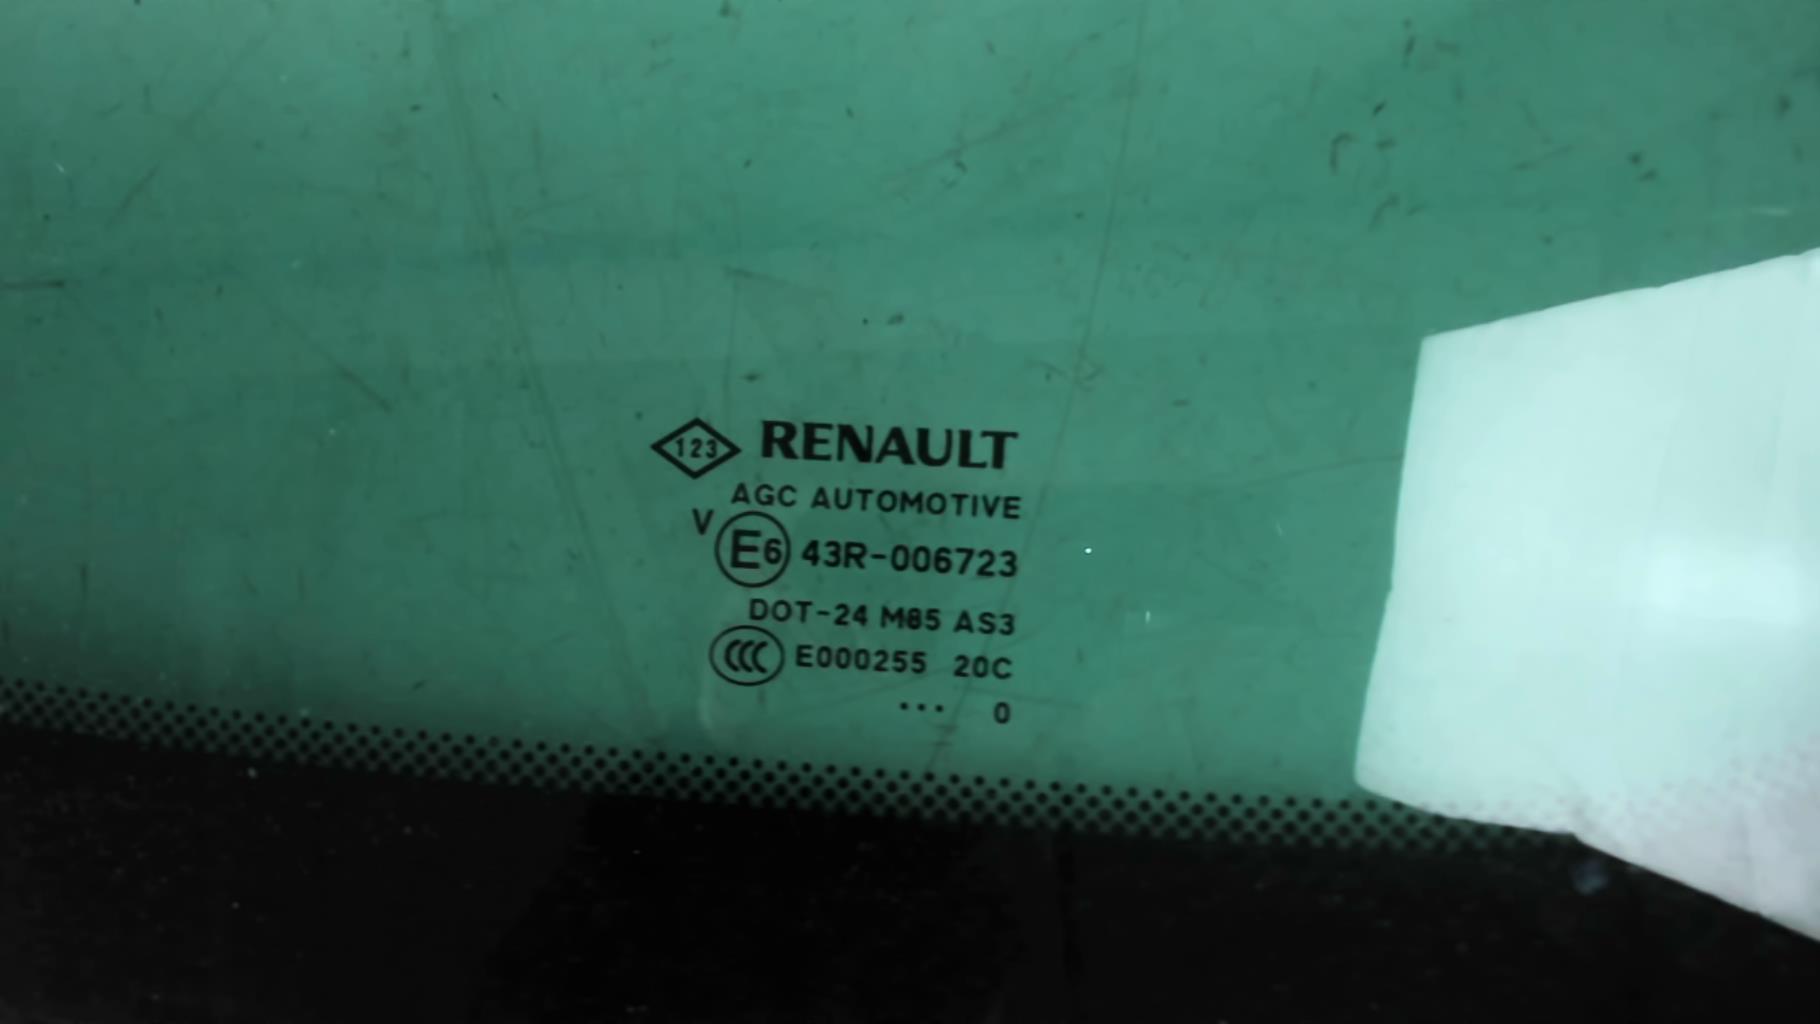 123 RENAULT
AGC AUTOMOTIVE
V E6 43R-006723
DOT-24 M85 AS3
CCC E000255 20C
... 0